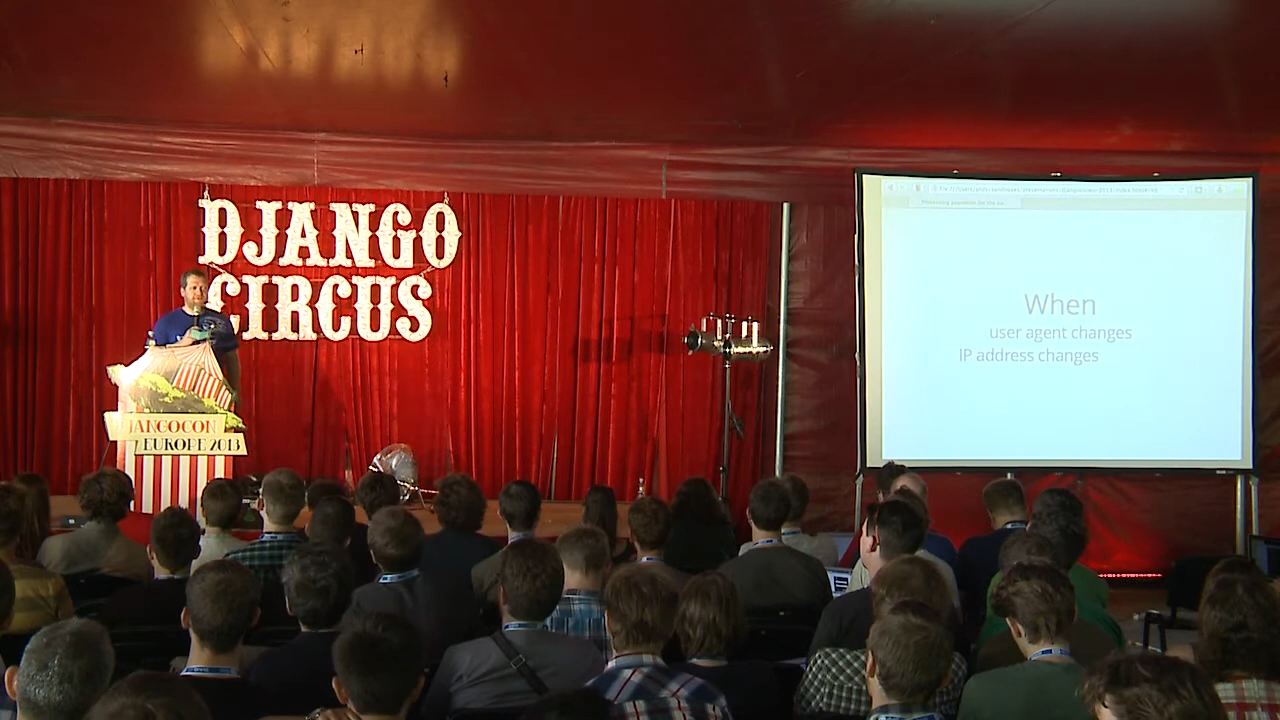 DJANGO
CIRCUS
DJANGOCON
EUROPE 2013
When
user agent changes
IP address changes